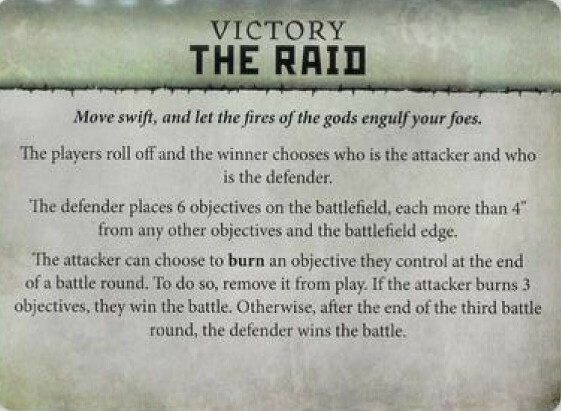 VICTORY
THE RAID
Move swift, and let the fires of the gods engulf your foes.
The players roll off and the winner chooses who is the attacker and who
is the defender.
The defender places 6 objectives on the battlefield, each more than 4"
from any other objectives and the battlefield edge.
The attacker can choose to burn an objective they control at the end
of a battle round. To do so, remove it from play. If the attacker burns 3
objectives, they win the battle. Otherwise, after the end of the third battle
round, the defender wins the battle.